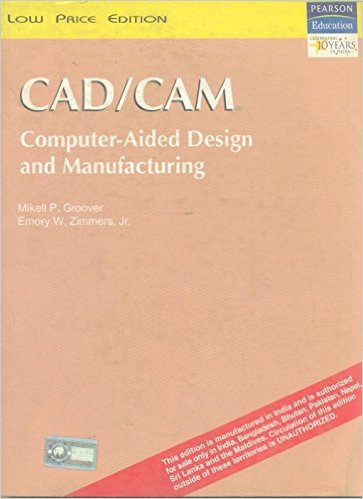 LOW PRICE EDITION
PEARSON
Education
CELEBRATING
10 YEARS
IN INDIA
CAD/CAM
Computer-Aided Design
and Manufacturing
Mikell P. Groover
Emory W. Zimmers, Jr.
This edition is manufactured in India and is authorized
for sale only in India, Bangladesh, Bhutan, Pakistan, Nepal,
Sri Lanka and the Maldives. Circulation of this edition
outside of these territories is UNAUTHORIZED.